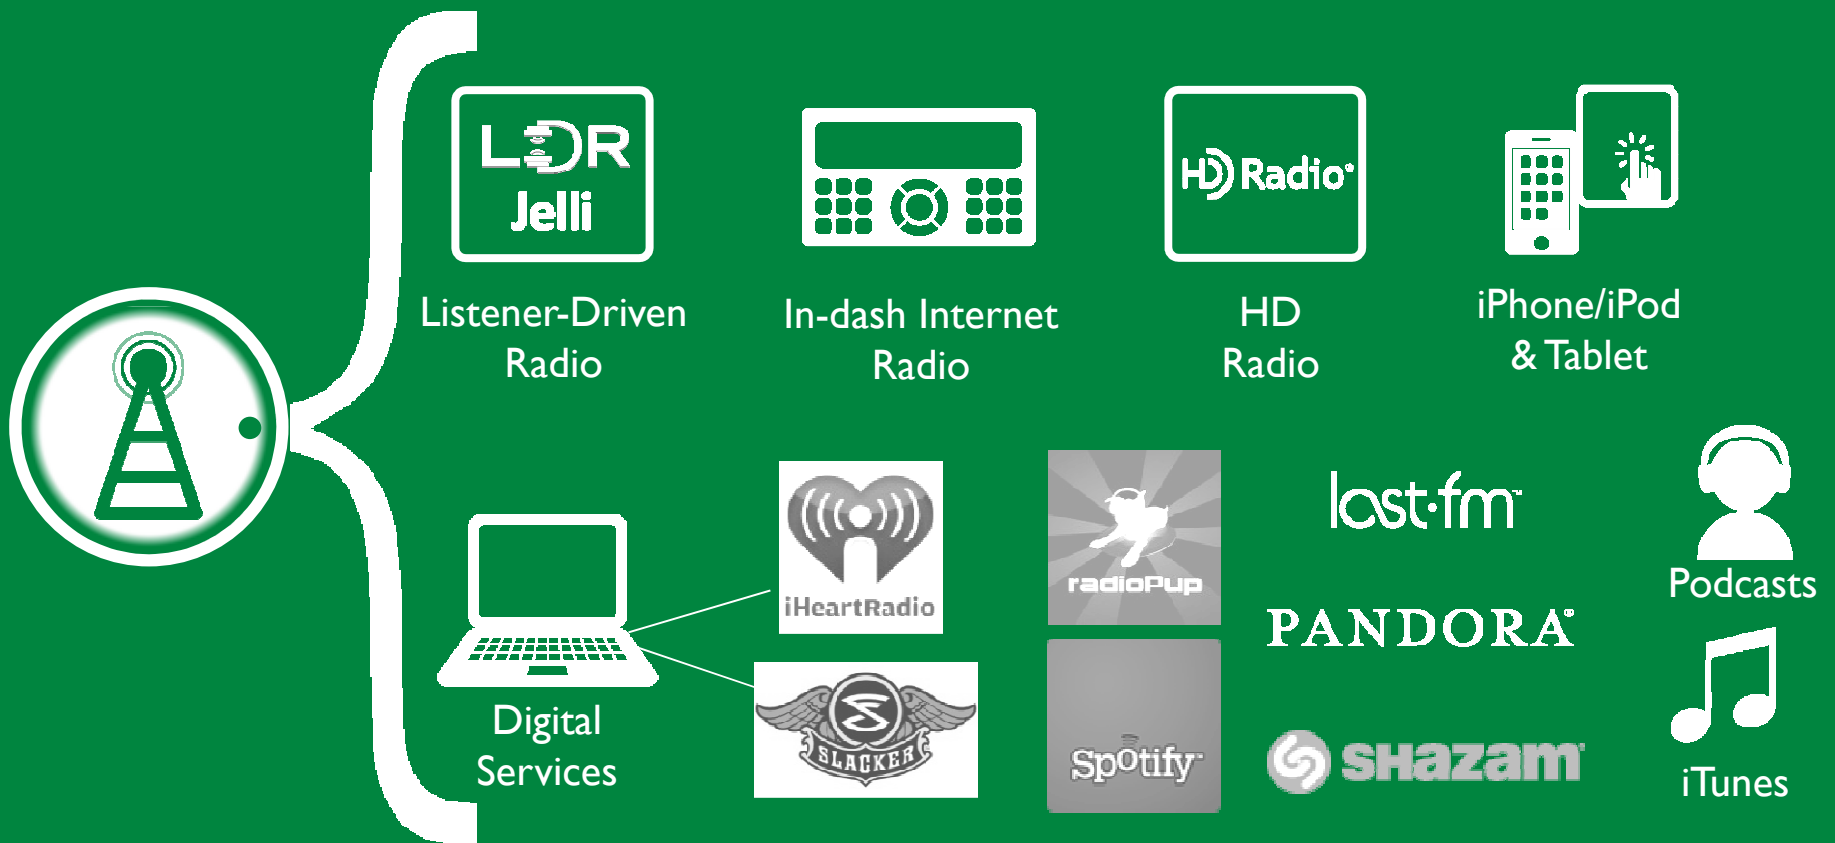 LDR
Jelli
Listener-Driven
Radio
In-dash Internet
Radio
HD Radio®
HD
Radio
iPhone/iPod
& Tablet
Digital
Services
iHeartRadio
SLACKER
radioPup
Spotify
last·fm™
PANDORA®
SHAZAM
Podcasts
iTunes